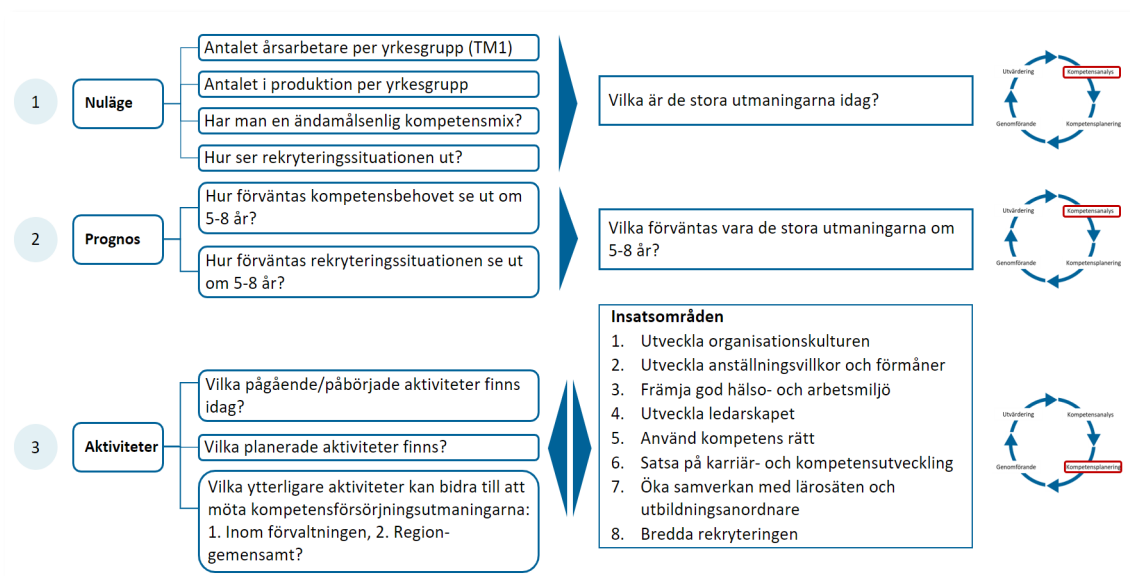 1
Nuläge
Antalet årsarbetare per yrkesgrupp (TM1)
Antalet i produktion per yrkesgrupp
Har man en ändamålsenlig kompetensmix?
Hur ser rekryteringssituationen ut?
Vilka är de stora utmaningarna idag?
Utvärdering
Kompetensanalys
Genomförande
Kompetensplanering
2
Prognos
Hur förväntas kompetensbehovet se ut om
5-8 år?
Hur förväntas rekryteringssituationen se ut
om 5-8 år?
Vilka förväntas vara de stora utmaningarna om
5-8 år?
Utvärdering
Kompetensanalys
Genomförande
Kompetensplanering
3
Aktiviteter
Vilka pågående/påbörjade aktiviteter finns
idag?
Vilka planerade aktiviteter finns?
Vilka ytterligare aktiviteter kan bidra till att
möta kompetensförsörjningsutmaningarna:
1. Inom förvaltningen, 2. Region-
gemensamt?
Insatsområden
1. Utveckla organisationskulturen
2. Utveckla anställningsvillkor och förmåner
3. Främja god hälso- och arbetsmiljö
4. Utveckla ledarskapet
5. Använd kompetens rätt
6. Satsa på karriär- och kompetensutveckling
7. Öka samverkan med lärosäten och
utbildningsanordnare
8. Bredda rekryteringen
Utvärdering
Kompetensanalys
Genomförande
Kompetensplanering